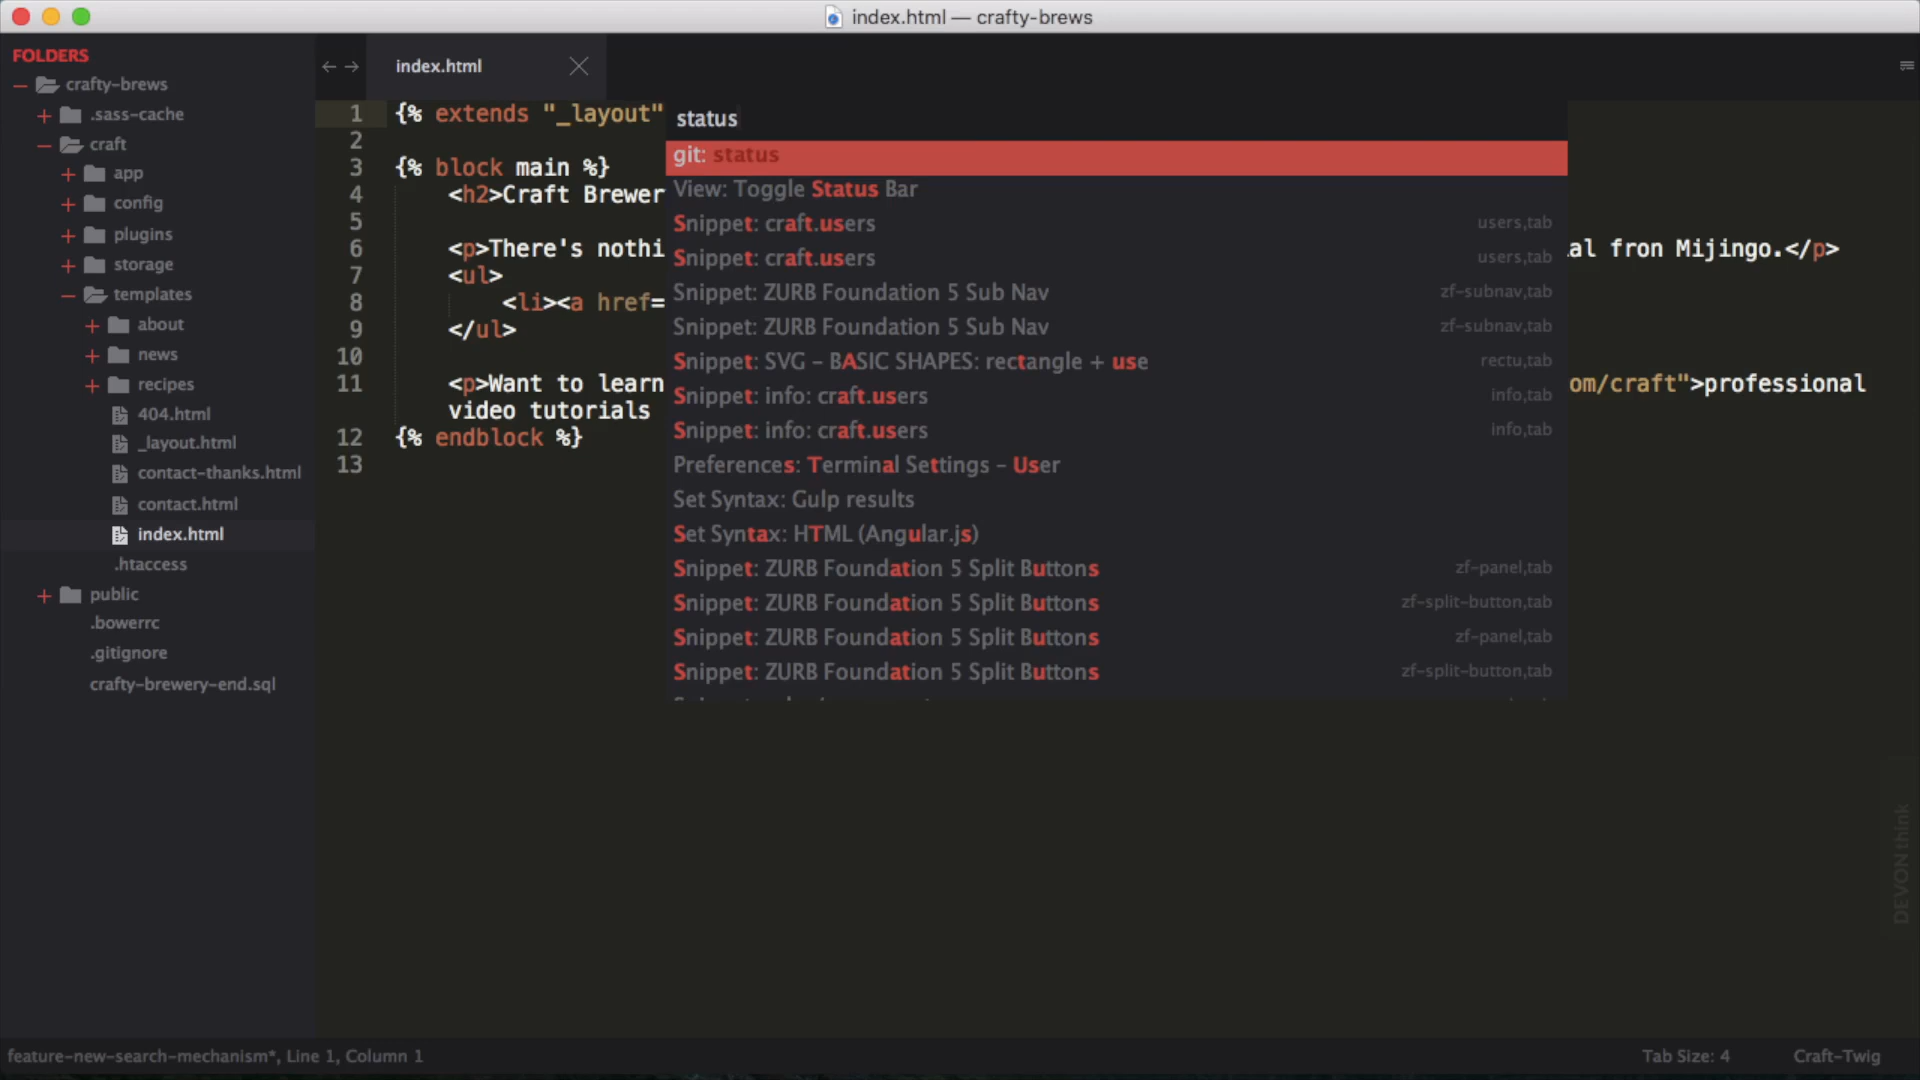 index.html — crafty-brews
FOLDERS
crafty-brews
.sass-cache
craft
app
config
plugins
storage
templates
about
news
recipes
404.html
_layout.html
contact-thanks.html
contact.html
index.html
.htaccess
public
.bowerrc
.gitignore
crafty-brewery-end.sql
index.html
1 {% extends "_layout"
2
3 {% block main %}
4 <h2>Craft Brewer
5
6 <p>There's nothi al fron Mijingo.</p>
7 <ul>
8 <li><a href=
9 </ul>
10
11 <p>Want to learn om/craft">professional
video tutorials
12 {% endblock %}
13
status
git: status
View: Toggle Status Bar
Snippet: craft.users users,tab
Snippet: craft.users users,tab
Snippet: ZURB Foundation 5 Sub Nav zf-subnav,tab
Snippet: ZURB Foundation 5 Sub Nav zf-subnav,tab
Snippet: SVG – BASIC SHAPES: rectangle + use rectu,tab
Snippet: info: craft.users info,tab
Snippet: info: craft.users info,tab
Preferences: Terminal Settings – User
Set Syntax: Gulp results
Set Syntax: HTML (Angular.js)
Snippet: ZURB Foundation 5 Split Buttons zf-panel,tab
Snippet: ZURB Foundation 5 Split Buttons zf-split-button,tab
Snippet: ZURB Foundation 5 Split Buttons zf-panel,tab
Snippet: ZURB Foundation 5 Split Buttons zf-split-button,tab
DEVONthink
feature-new-search-mechanism*, Line 1, Column 1
Tab Size: 4
Craft-Twig